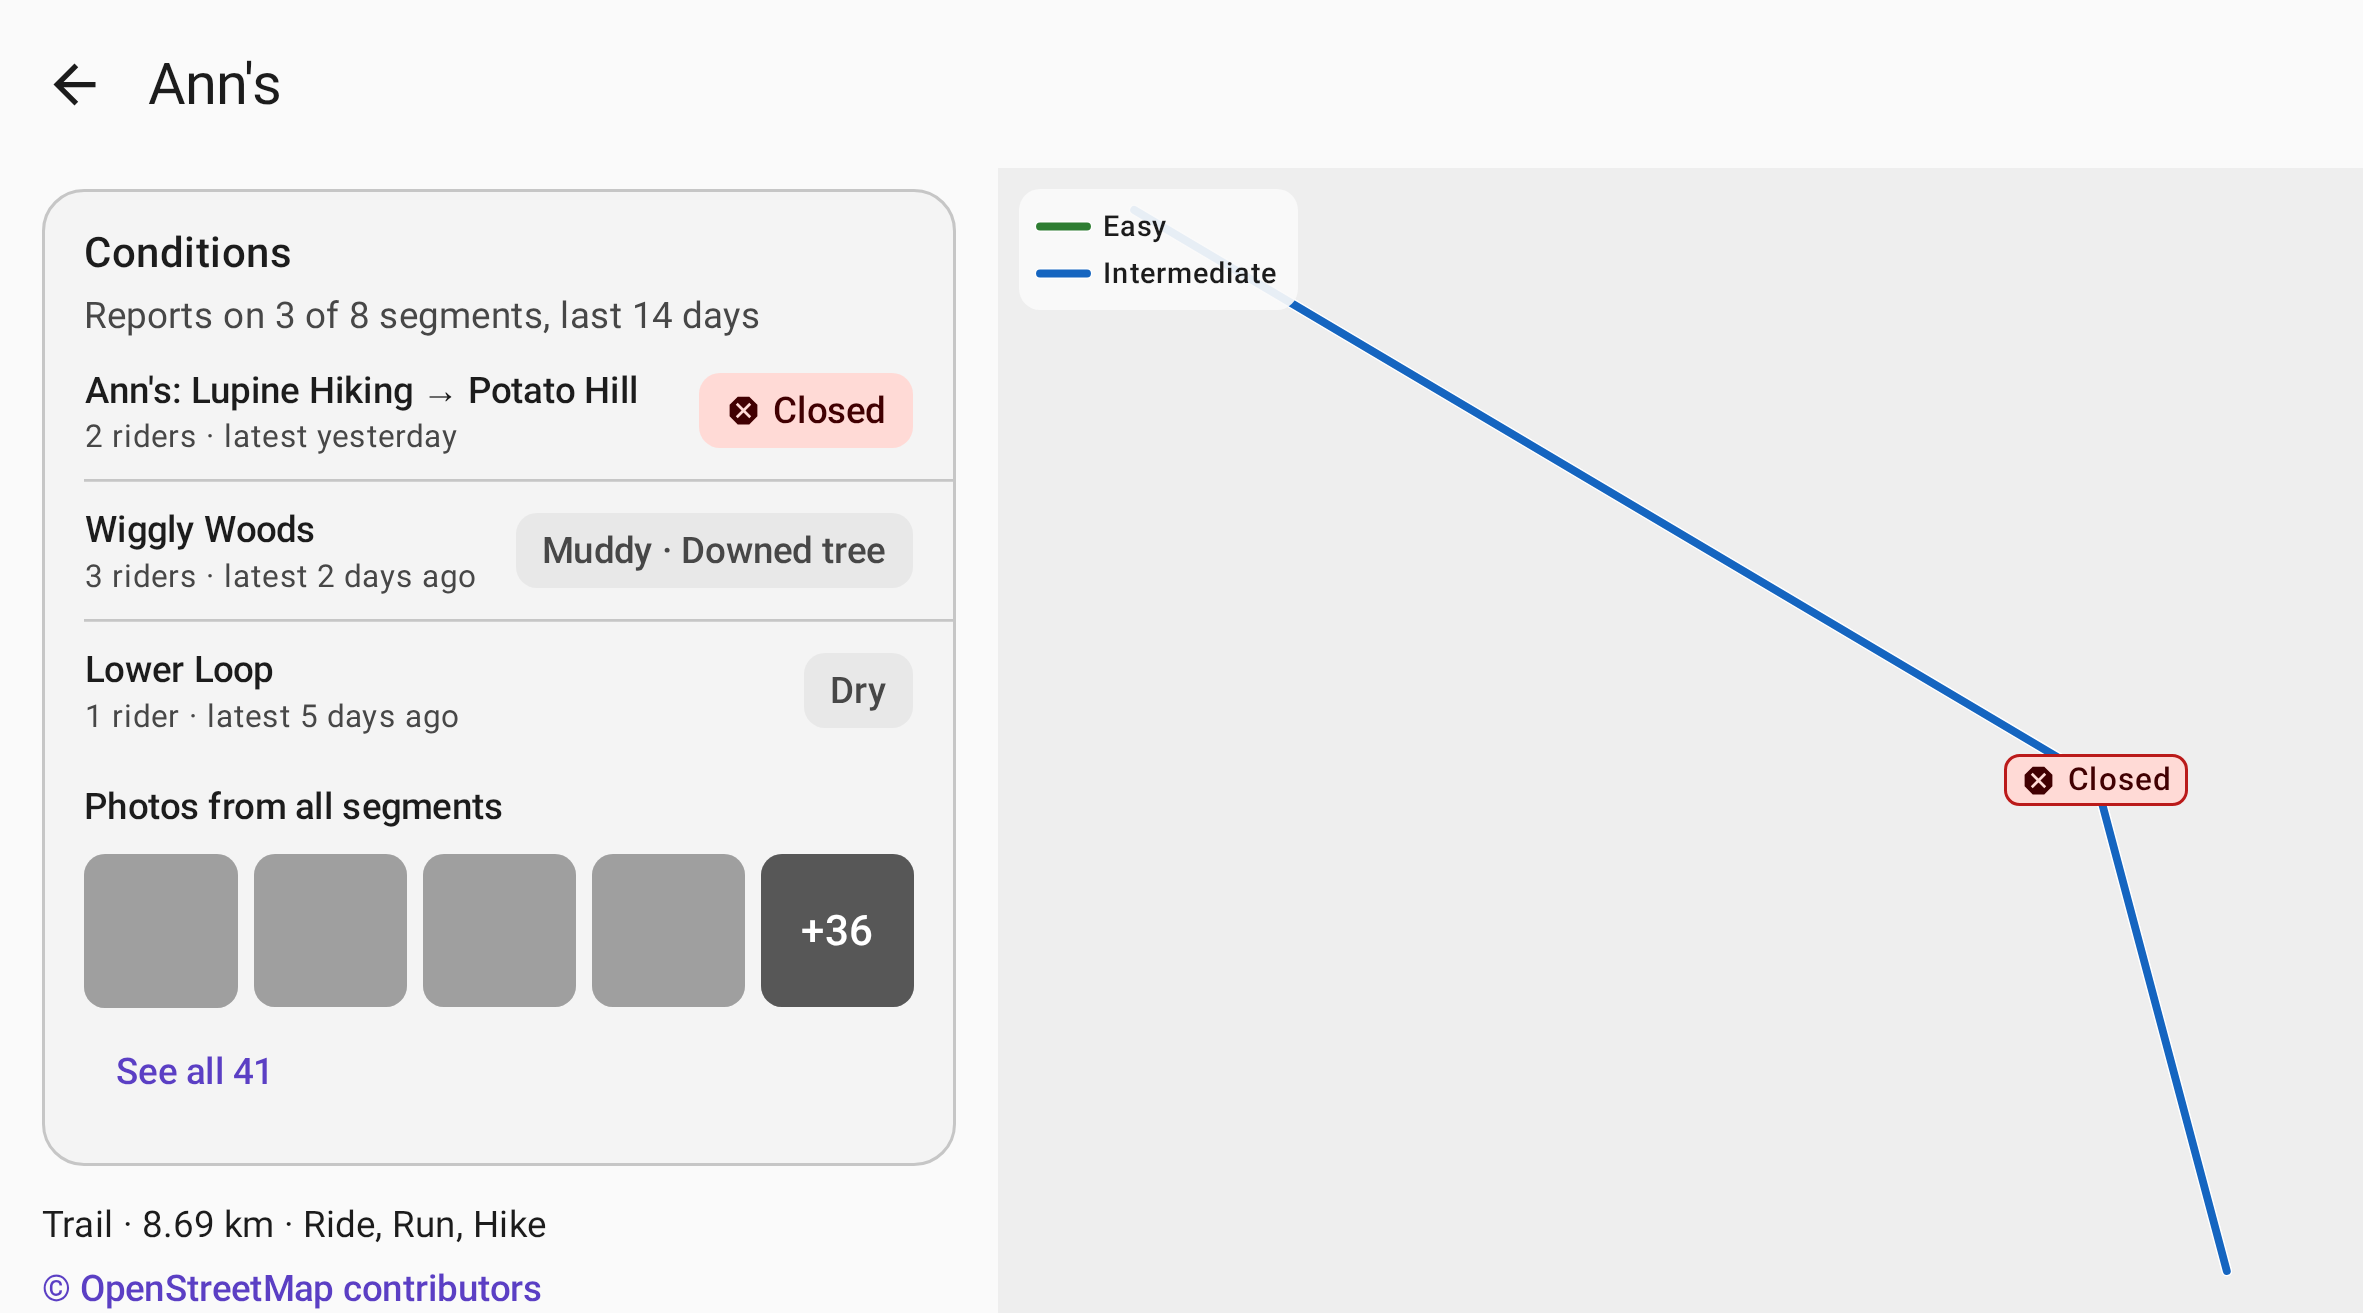 Ann's
Conditions
Reports on 3 of 8 segments, last 14 days
Ann's: Lupine Hiking → Potato Hill
2 riders · latest yesterday
Closed
Wiggly Woods
3 riders · latest 2 days ago
Muddy · Downed tree
Lower Loop
1 rider · latest 5 days ago
Dry
Photos from all segments
+36
See all 41
Trail · 8.69 km · Ride, Run, Hike
© OpenStreetMap contributors
Easy
Intermediate
Closed